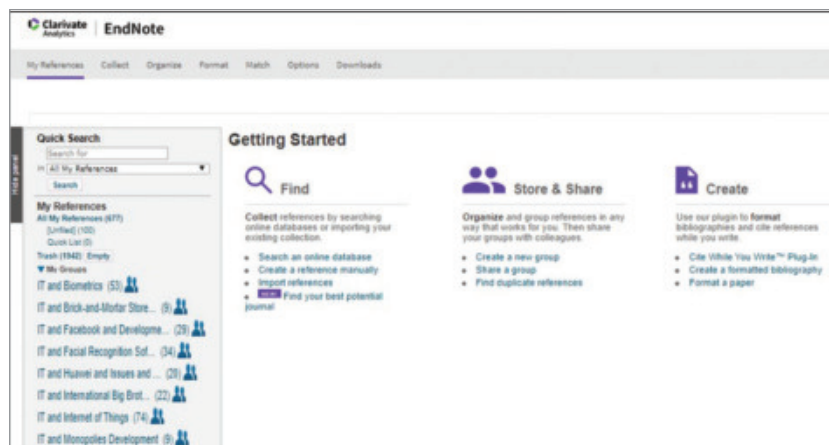 Clarivate
Analytics
EndNote
My References Collect Organize Format Match Options Downloads
Hide panel
Quick Search
Search for
in All My References
Search
My References
All My References (677)
[Unfiled] (100)
Quick List (0)
Trash (1942) Empty
My Groups
IT and Biometrics (53)
IT and Brick-and-Mortar Store... (9)
IT and Facebook and Developme... (29)
IT and Facial Recognition Sof... (34)
IT and Huawei and Issues and ... (28)
IT and International Big Brot... (22)
IT and Internet of Things (74)
IT and Monopolies Development (9)
Getting Started
Find
Collect references by searching
online databases or importing your
existing collection.
Search an online database
Create a reference manually
Import references
NEW! Find your best potential
journal
Store & Share
Organize and group references in any
way that works for you. Then share
your groups with colleagues.
Create a new group
Share a group
Find duplicate references
Create
Use our plugin to format
bibliographies and cite references
while you write.
Cite While You Write™ Plug-In
Create a formatted bibliography
Format a paper